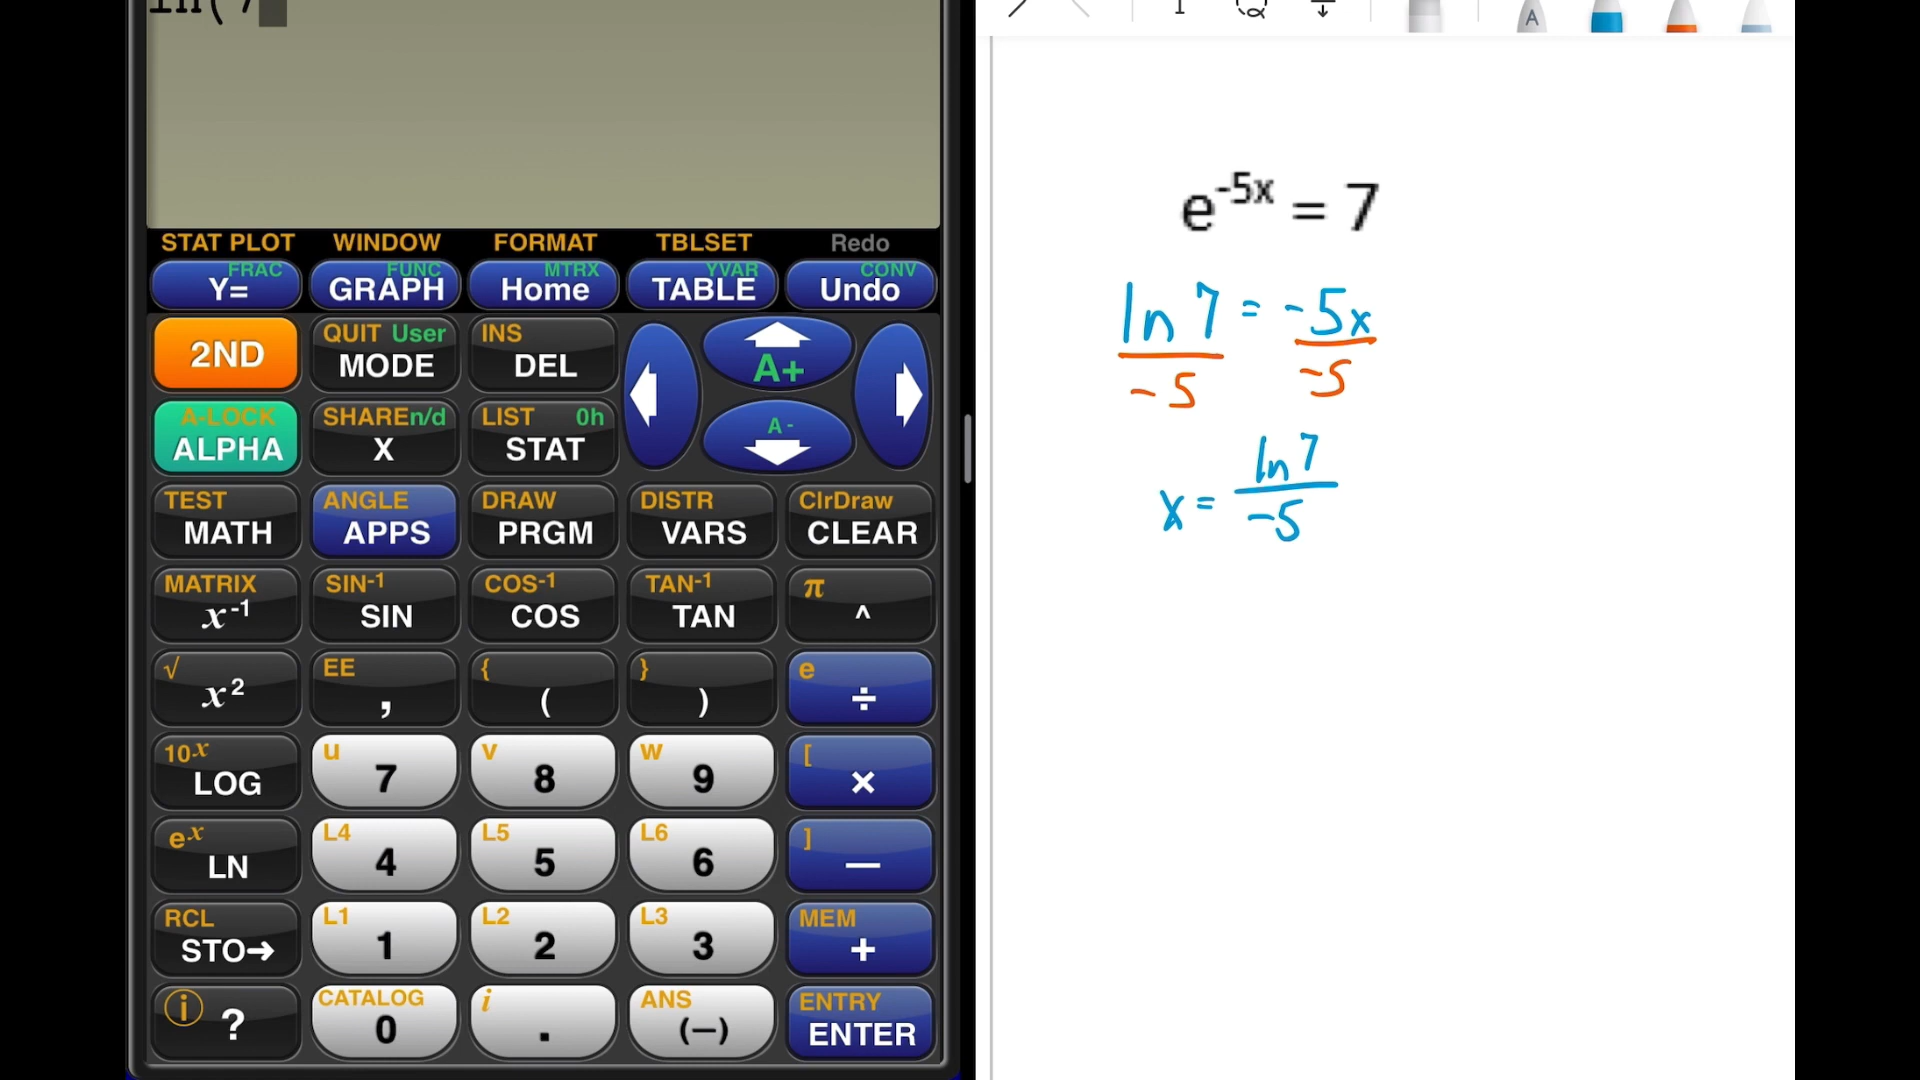 ln(7
STAT PLOT WINDOW FORMAT TBLSET Redo
FRAC FUNC MTRX YVAR CONV
Y= GRAPH Home TABLE Undo
QUIT User INS
2ND MODE DEL A+
A-LOCK SHARE n/d LIST 0h A-
ALPHA X STAT
TEST ANGLE DRAW DISTR ClrDraw
MATH APPS PRGM VARS CLEAR
MATRIX SIN-1 COS-1 TAN-1 π
x-1 SIN COS TAN ^
√ EE { } e
x2 , ( ) ÷
10x u v w [
LOG 7 8 9 ×
ex L4 L5 L6 ]
LN 4 5 6 —
RCL L1 L2 L3 MEM
STO➔ 1 2 3 +
i CATALOG i ANS ENTRY
? 0 . (—) ENTER
A
e-5x = 7
ln 7 = -5x
-5 -5
x = ln 7
-5